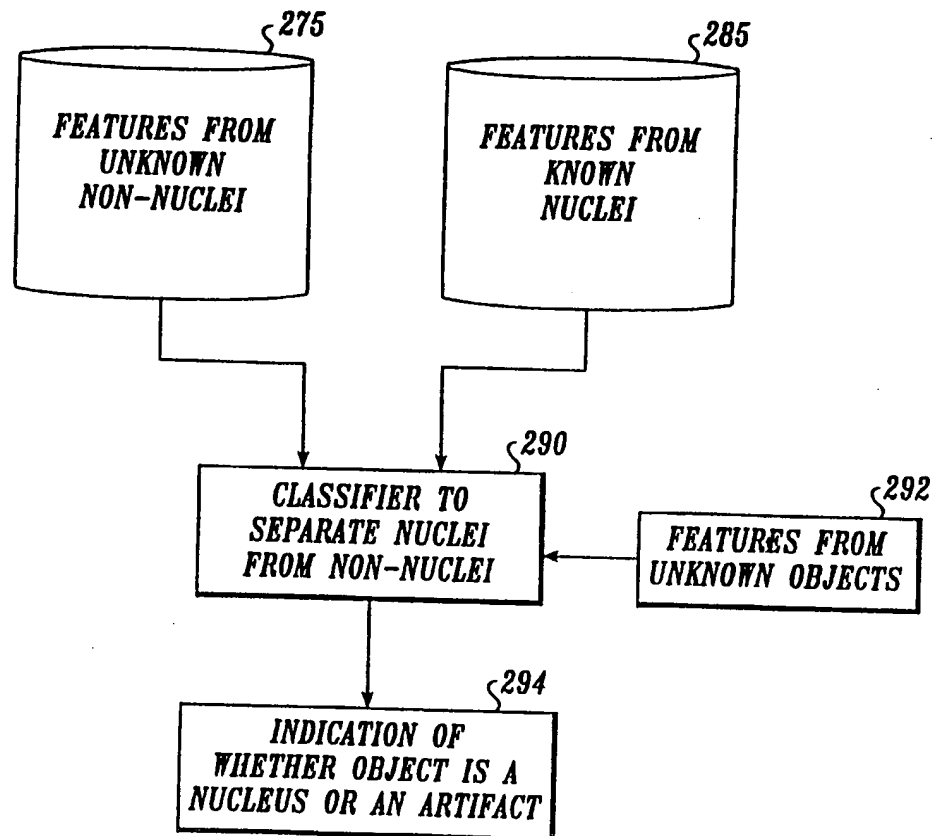 275
FEATURES FROM
UNKNOWN
NON-NUCLEI
285
FEATURES FROM
KNOWN
NUCLEI
290
CLASSIFIER TO
SEPARATE NUCLEI
FROM NON-NUCLEI
292
FEATURES FROM
UNKNOWN OBJECTS
294
INDICATION OF
WHETHER OBJECT IS A
NUCLEUS OR AN ARTIFACT